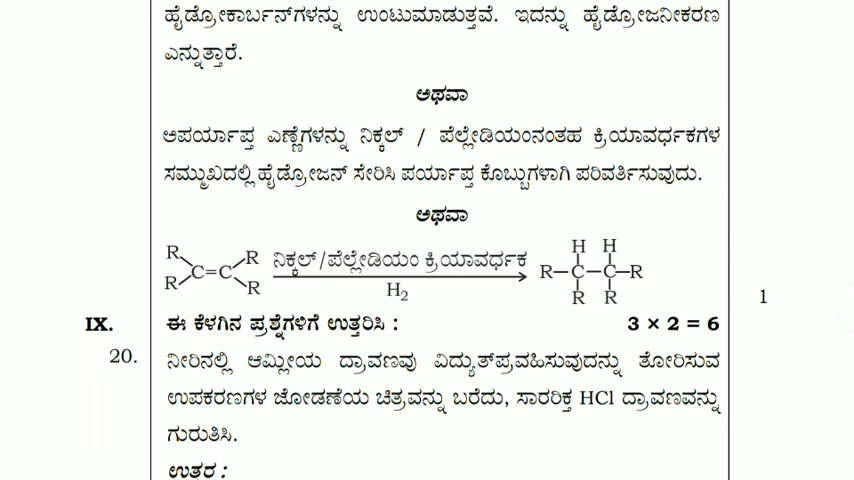 ಹೈಡ್ರೋಕಾರ್ಬನ್‌ಗಳನ್ನು ಉಂಟುಮಾಡುತ್ತವೆ. ಇದನ್ನು ಹೈಡ್ರೋಜನೀಕರಣ
ಎನ್ನುತ್ತಾರೆ.
ಅಥವಾ
ಅಪರ್ಯಾಪ್ತ ಎಣ್ಣೆಗಳನ್ನು ನಿಕ್ಕಲ್ / ಪೆಲ್ಲೇಡಿಯಂನಂತಹ ಕ್ರಿಯಾವರ್ಧಕಗಳ
ಸಮ್ಮುಖದಲ್ಲಿ ಹೈಡ್ರೋಜನ್ ಸೇರಿಸಿ ಪರ್ಯಾಪ್ತ ಕೊಬ್ಬುಗಳಾಗಿ ಪರಿವರ್ತಿಸುವುದು.
ಅಥವಾ
H H
R R ನಿಕ್ಕಲ್/ಪೆಲ್ಲೇಡಿಯಂ ಕ್ರಿಯಾವರ್ಧಕ
C=C R–C–C–R
R R H₂ R R 1
IX. ಈ ಕೆಳಗಿನ ಪ್ರಶ್ನೆಗಳಿಗೆ ಉತ್ತರಿಸಿ : 3 × 2 = 6
20. ನೀರಿನಲ್ಲಿ ಆಮ್ಲೀಯ ದ್ರಾವಣವು ವಿದ್ಯುತ್‌ಪ್ರವಹಿಸುವುದನ್ನು ತೋರಿಸುವ
ಉಪಕರಣಗಳ ಜೋಡಣೆಯ ಚಿತ್ರವನ್ನು ಬರೆದು, ಸಾರರಿಕ್ತ HCl ದ್ರಾವಣವನ್ನು
ಗುರುತಿಸಿ.
ಉತ್ತರ :